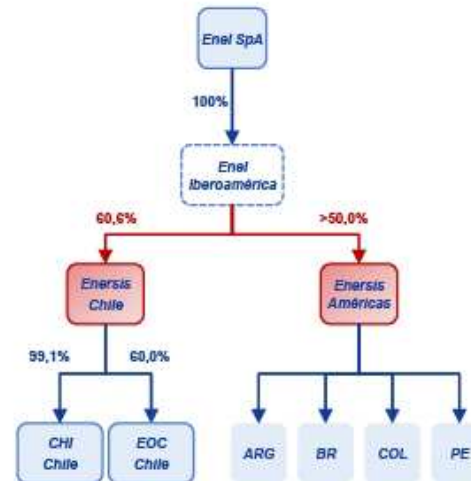 Enel SpA
100%
Enel
Iberoamérica
60,6%
>50,0%
Enersis
Chile
Enersis
Américas
99,1%
60,0%
CHI
Chile
EOC
Chile
ARG
BR
COL
PE